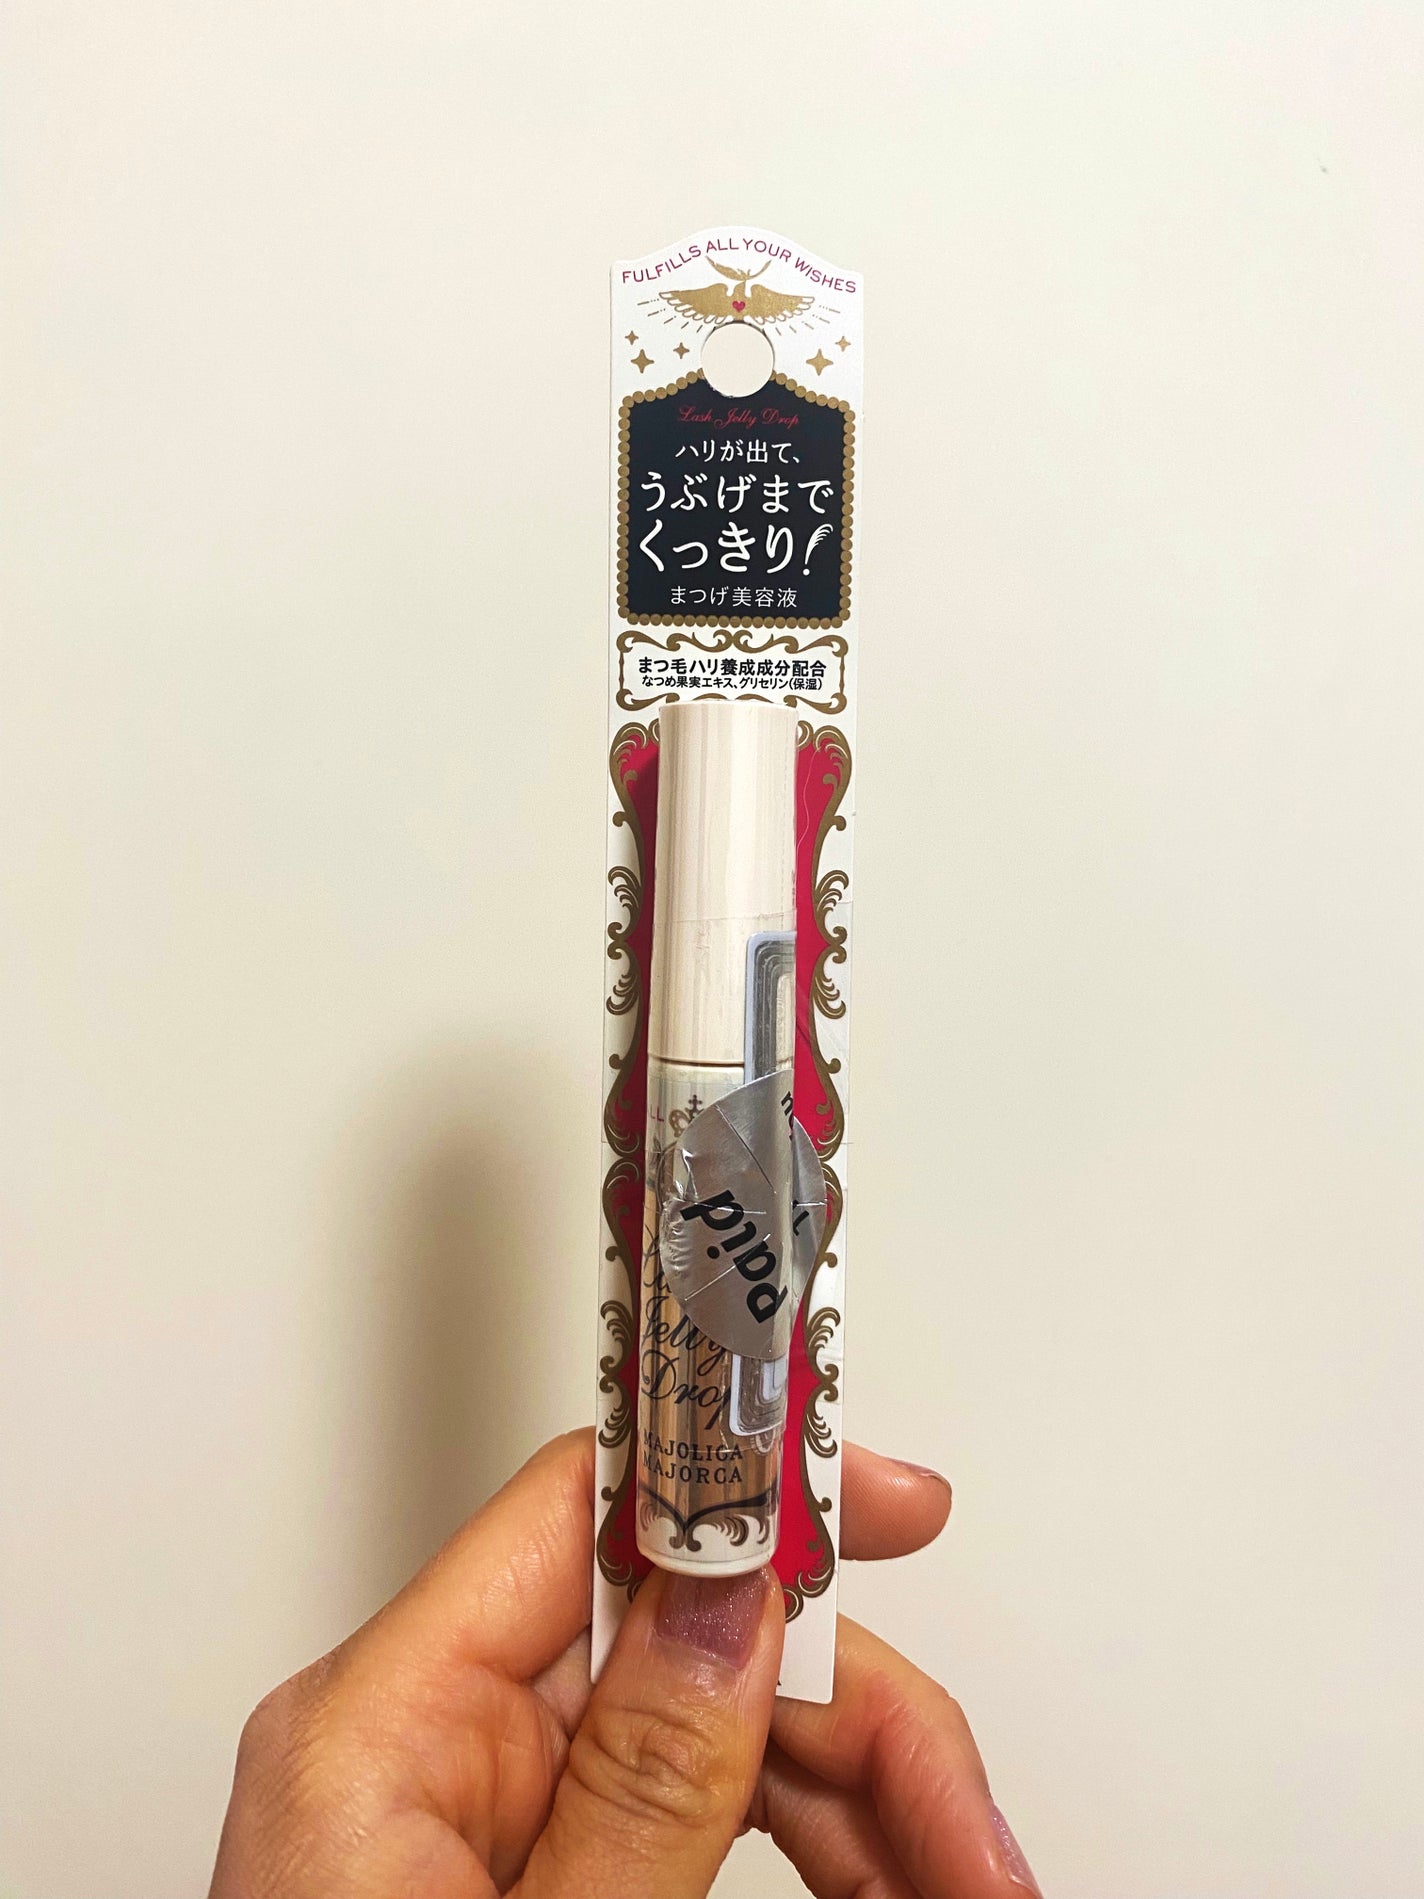 FULFILLS ALL YOUR WISHES
Lash Jelly Drop
ハリが出て、
うぶげまで
くっきり!
まつげ美容液
まつ毛ハリ養成成分配合
なつめ果実エキス、グリセリン(保湿)
Paid
Jelly
Drop
MAJOLICA
MAJORCA